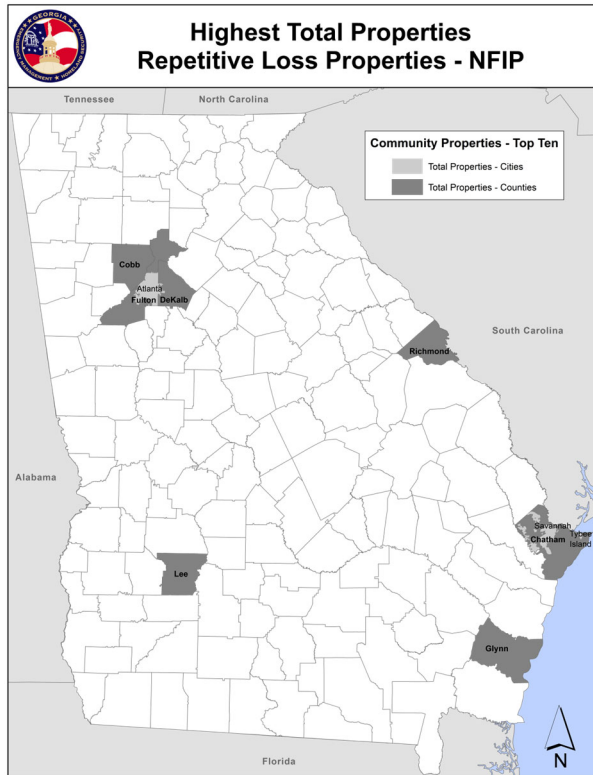 Highest Total Properties
Repetitive Loss Properties - NFIP
GEORGIA
Tennessee
North Carolina
Community Properties - Top Ten
Total Properties - Cities
Total Properties - Counties
Cobb
Atlanta
Fulton
DeKalb
South Carolina
Richmond
Alabama
Savannah
Tybee
Island
Chatham
Lee
Glynn
N
Florida